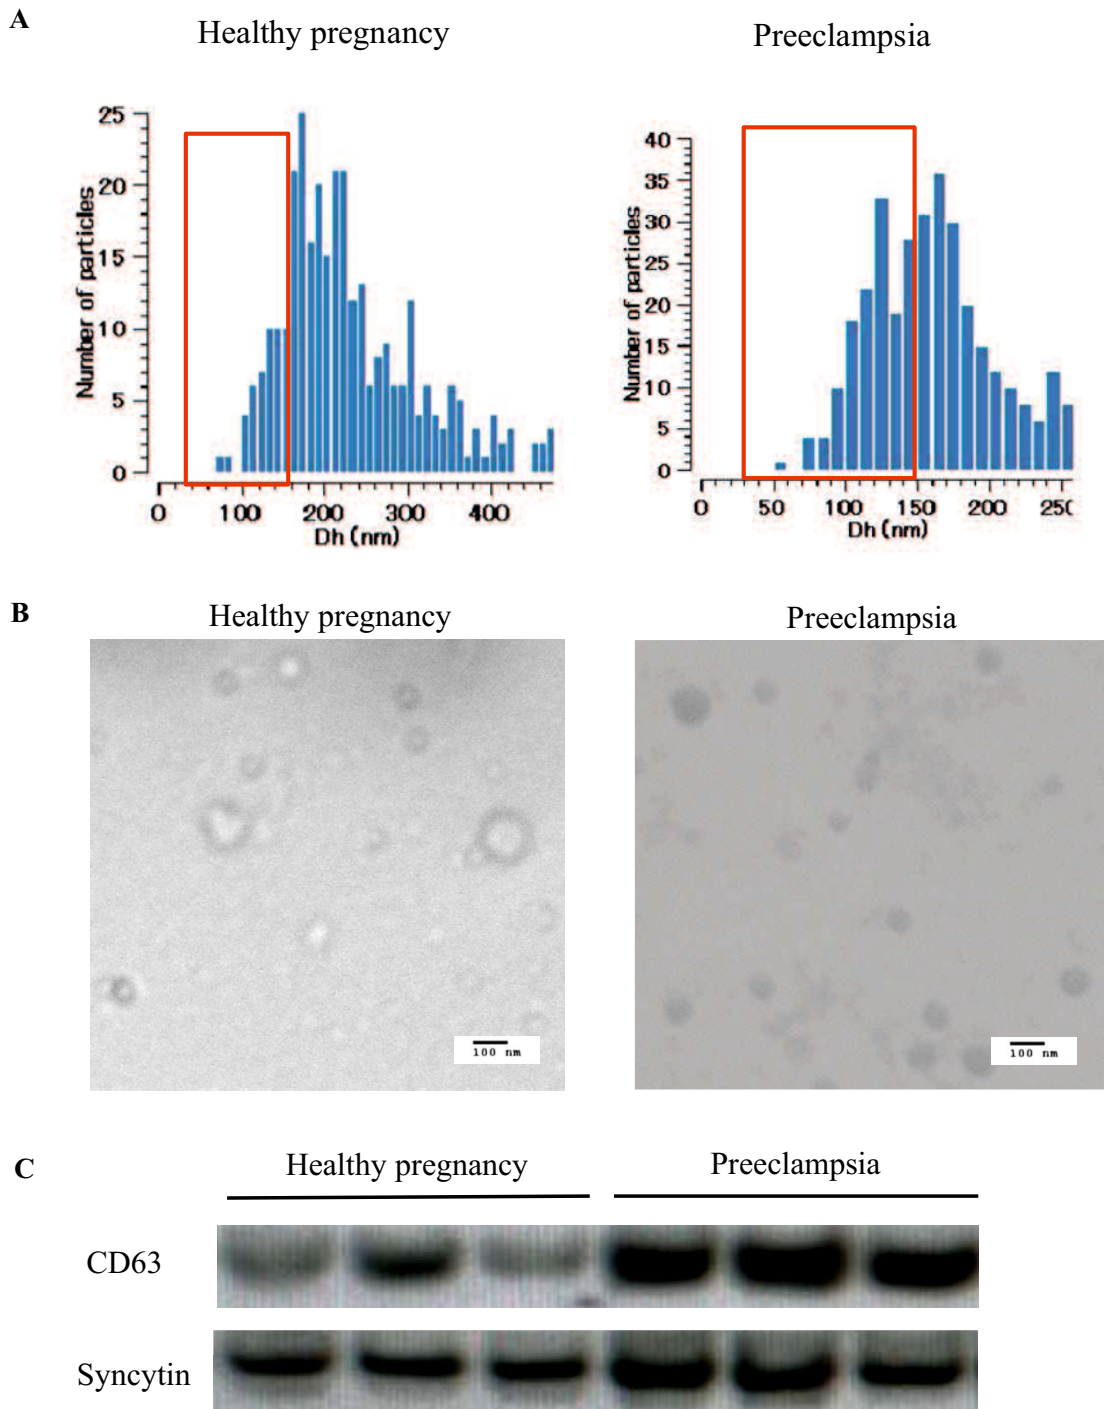 A
Healthy pregnancy
Preeclampsia
25
20
15
10
5
0
Number of particles
0 100 200 300 400
Dh (nm)
40
35
30
25
20
15
10
5
0
Number of particles
0 50 100 150 200
Dh (nm)
B
Healthy pregnancy
Preeclampsia
100 nm
100 nm
C
Healthy pregnancy
Preeclampsia
CD63
Syncytin